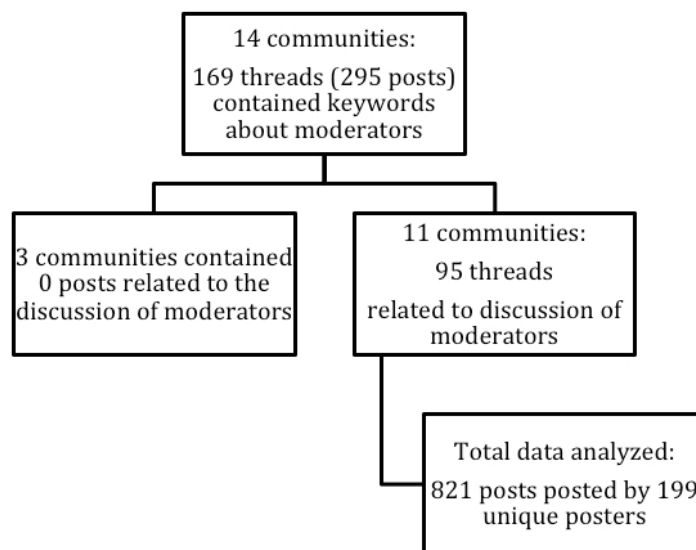 14 communities:
169 threads (295 posts)
contained keywords
about moderators
3 communities contained
0 posts related to the
discussion of moderators
11 communities:
95 threads
related to discussion of
moderators
Total data analyzed:
821 posts posted by 199
unique posters